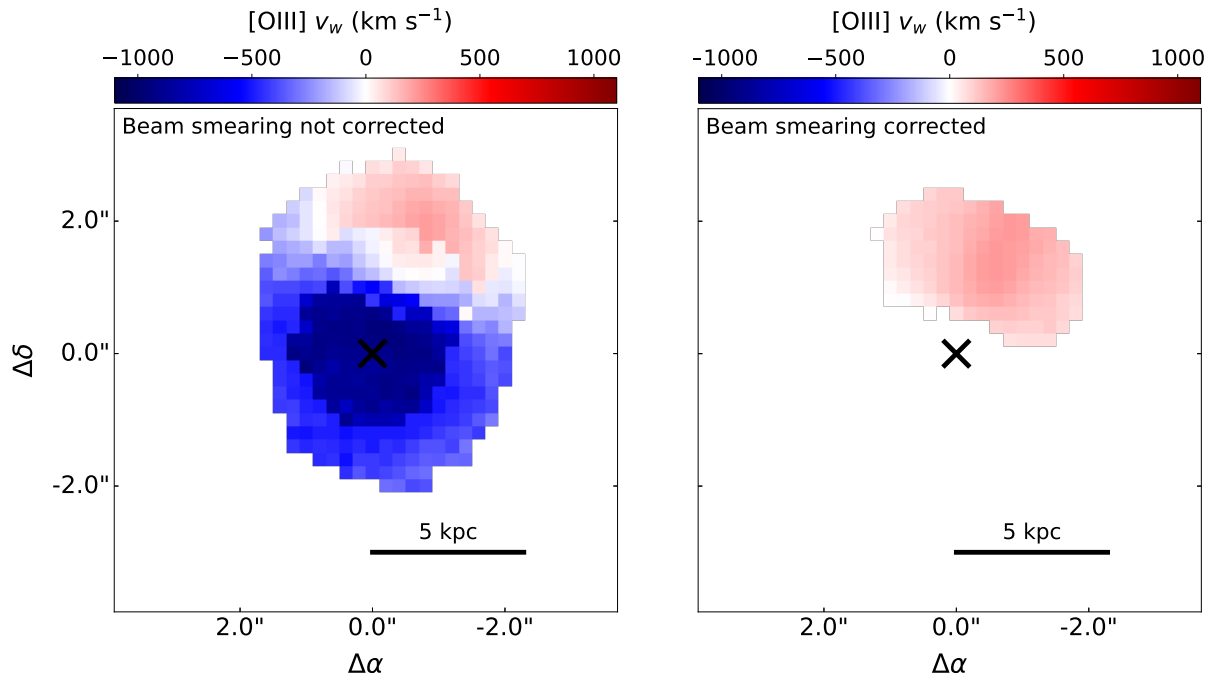 [OIII] v_w (km s⁻¹)
−1000 −500 0 500 1000
Beam smearing not corrected
2.0"
0.0"
-2.0"
Δδ
5 kpc
2.0" 0.0" -2.0"
Δα
[OIII] v_w (km s⁻¹)
−1000 −500 0 500 1000
Beam smearing corrected
5 kpc
2.0" 0.0" -2.0"
Δα